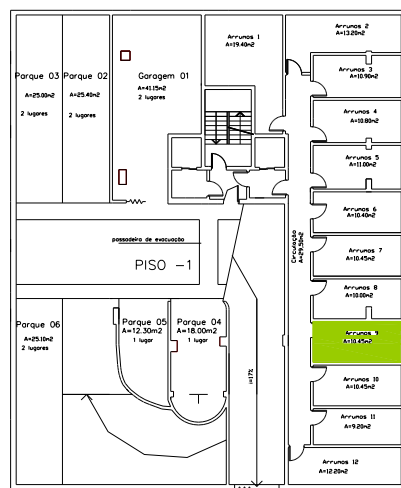 Arrumos 1
A=19.40m2
Arrumos 2
A=13.20m2
Parque 03
A=25.00m2
2 lugares
Parque 02
A=25.40m2
2 lugares
Garagem 01
A=41.15m2
2 lugares
Arrumos 3
A=10.90m2
Arrumos 4
A=10.80m2
Arrumos 5
A=11.00m2
Arrumos 6
A=10.40m2
Arrumos 7
A=10.45m2
Arrumos 8
A=10.00m2
Arrumos 9
A=10.45m2
Arrumos 10
A=10.45m2
Arrumos 11
A=9.20m2
Arrumos 12
A=12.20m2
Circulação
A=29.50m2
passadeira de evacuação
PISO -1
Parque 06
A=25.10m2
2 lugares
Parque 05
A=12.30m2
1 lugar
Parque 04
A=18.00m2
1 lugar
i=17%